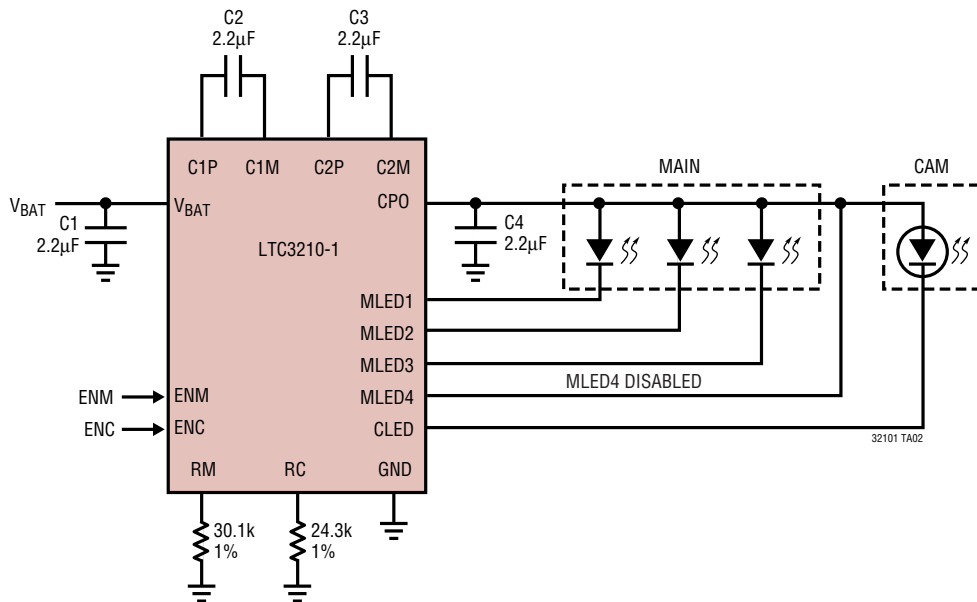 C2
2.2µF
C3
2.2µF
C1P
C1M
C2P
C2M
MAIN
CAM
VBAT
VBAT
CPO
C1
2.2µF
LTC3210-1
C4
2.2µF
MLED1
MLED2
MLED3
MLED4 DISABLED
ENM
ENM
MLED4
ENC
ENC
CLED
32101 TA02
RM
RC
GND
30.1k
1%
24.3k
1%